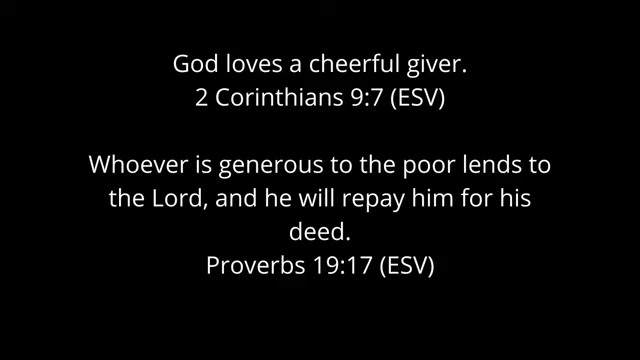 God loves a cheerful giver.
2 Corinthians 9:7 (ESV)
Whoever is generous to the poor lends to
the Lord, and he will repay him for his
deed.
Proverbs 19:17 (ESV)